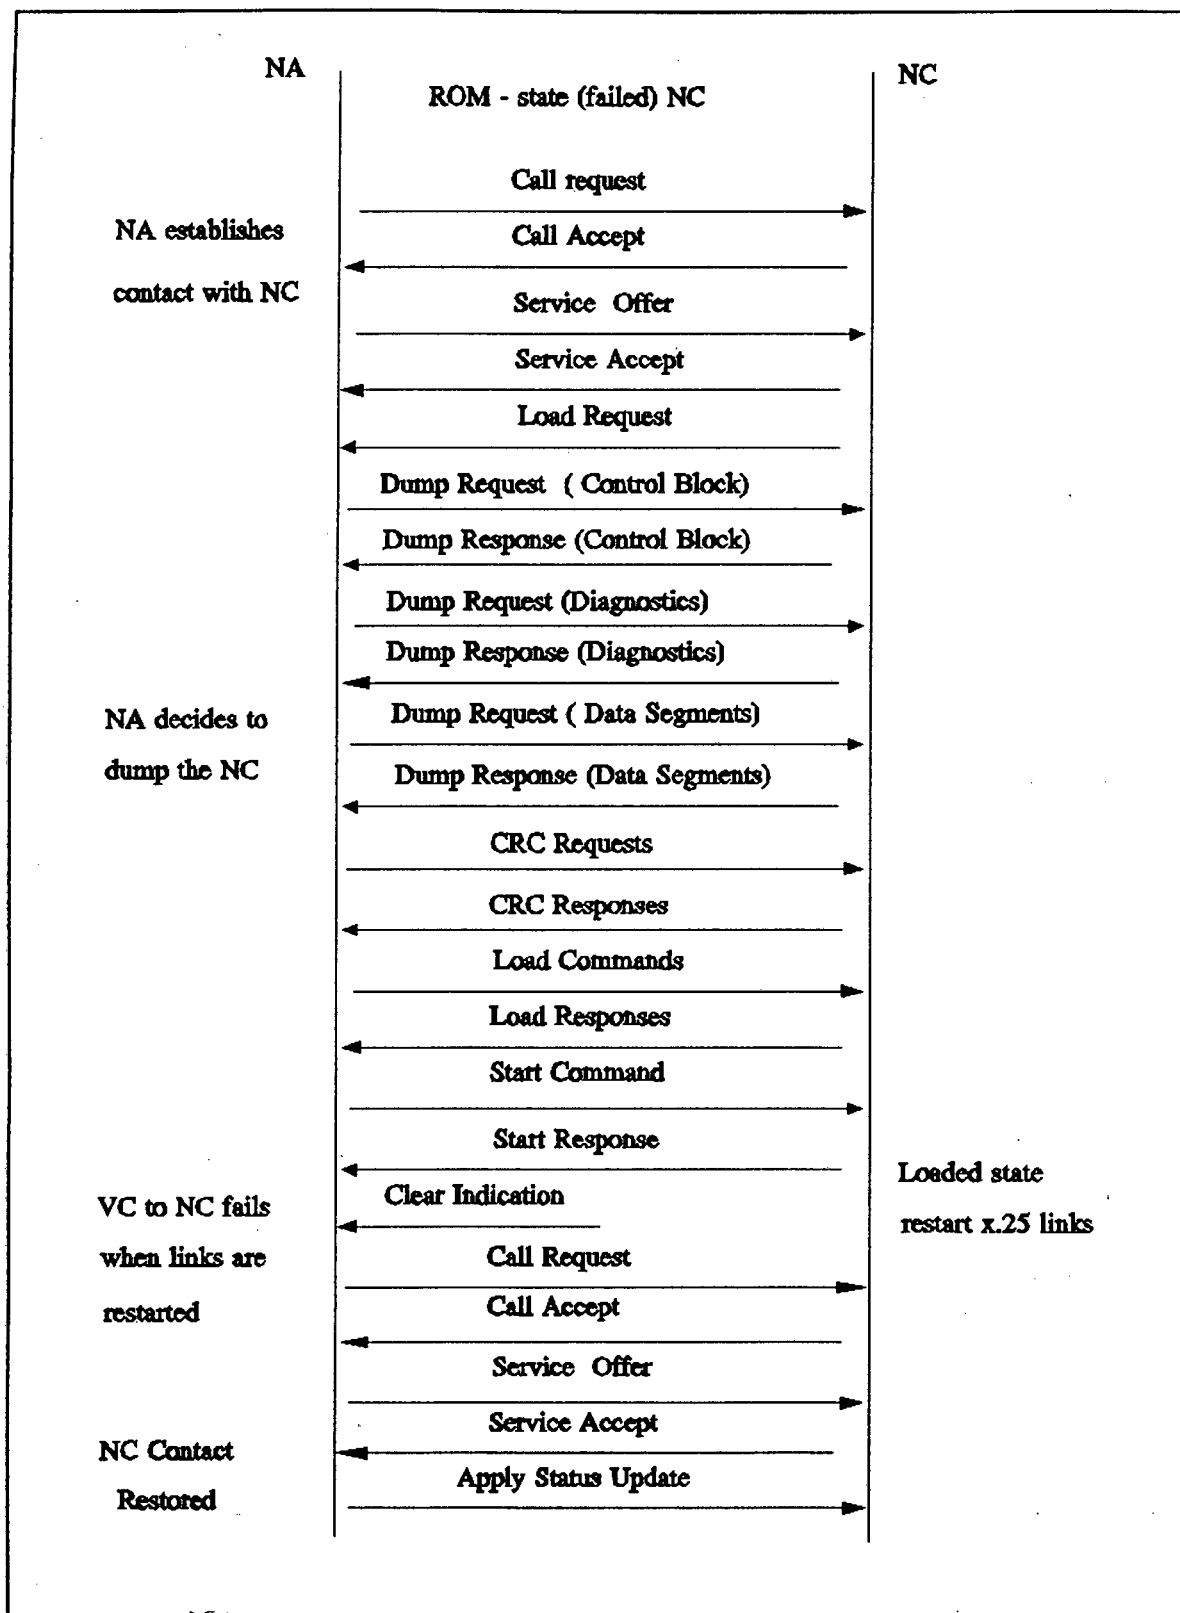 NA
NC
ROM - state (failed) NC
Call request
NA establishes
contact with NC
Call Accept
Service Offer
Service Accept
Load Request
Dump Request ( Control Block)
Dump Response (Control Block)
Dump Request (Diagnostics)
Dump Response (Diagnostics)
NA decides to
dump the NC
Dump Request ( Data Segments)
Dump Response (Data Segments)
CRC Requests
CRC Responses
Load Commands
Load Responses
Start Command
Start Response
Loaded state
restart x.25 links
Clear Indication
VC to NC fails
when links are
restarted
Call Request
Call Accept
Service Offer
Service Accept
NC Contact
Restored
Apply Status Update